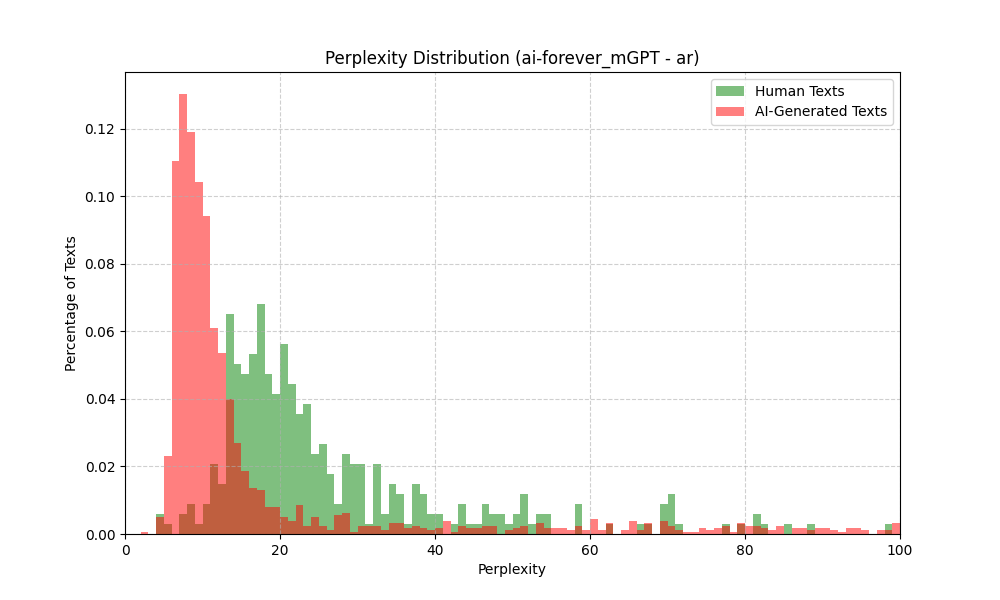 Perplexity Distribution (ai-forever_mGPT - ar)
Human Texts
AI-Generated Texts
Percentage of Texts
0.12
0.10
0.08
0.06
0.04
0.02
0.00
0 20 40 60 80 100
Perplexity